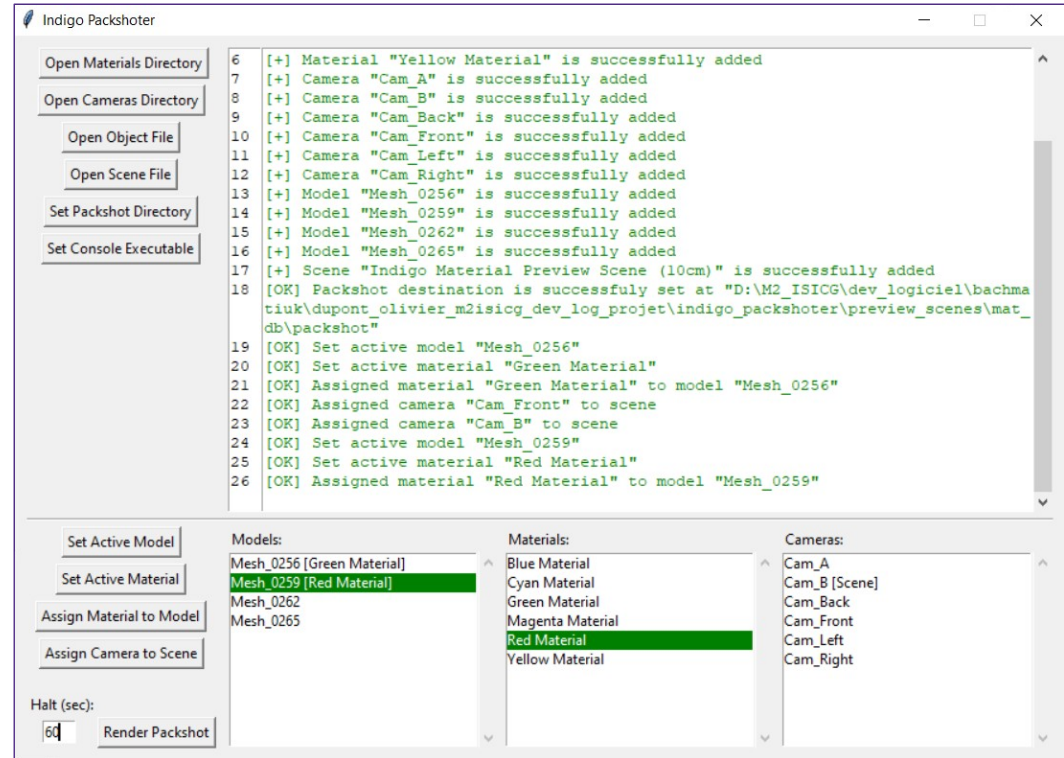 Indigo Packshoter
Open Materials Directory
Open Cameras Directory
Open Object File
Open Scene File
Set Packshot Directory
Set Console Executable
6 [+] Material "Yellow Material" is successfully added
7 [+] Camera "Cam_A" is successfully added
8 [+] Camera "Cam_B" is successfully added
9 [+] Camera "Cam_Back" is successfully added
10 [+] Camera "Cam_Front" is successfully added
11 [+] Camera "Cam_Left" is successfully added
12 [+] Camera "Cam_Right" is successfully added
13 [+] Model "Mesh_0256" is successfully added
14 [+] Model "Mesh_0259" is successfully added
15 [+] Model "Mesh_0262" is successfully added
16 [+] Model "Mesh_0265" is successfully added
17 [+] Scene "Indigo Material Preview Scene (10cm)" is successfully added
18 [OK] Packshot destination is successfuly set at "D:\M2_ISICG\dev_logiciel\bachma
tiuk\dupont_olivier_m2isicg_dev_log_projet\indigo_packshoter\preview_scenes\mat_
db\packshot"
19 [OK] Set active model "Mesh_0256"
20 [OK] Set active material "Green Material"
21 [OK] Assigned material "Green Material" to model "Mesh_0256"
22 [OK] Assigned camera "Cam_Front" to scene
23 [OK] Assigned camera "Cam_B" to scene
24 [OK] Set active model "Mesh_0259"
25 [OK] Set active material "Red Material"
26 [OK] Assigned material "Red Material" to model "Mesh_0259"
Set Active Model
Set Active Material
Assign Material to Model
Assign Camera to Scene
Halt (sec):
60
Render Packshot
Models:
Mesh_0256 [Green Material]
Mesh_0259 [Red Material]
Mesh_0262
Mesh_0265
Materials:
Blue Material
Cyan Material
Green Material
Magenta Material
Red Material
Yellow Material
Cameras:
Cam_A
Cam_B [Scene]
Cam_Back
Cam_Front
Cam_Left
Cam_Right